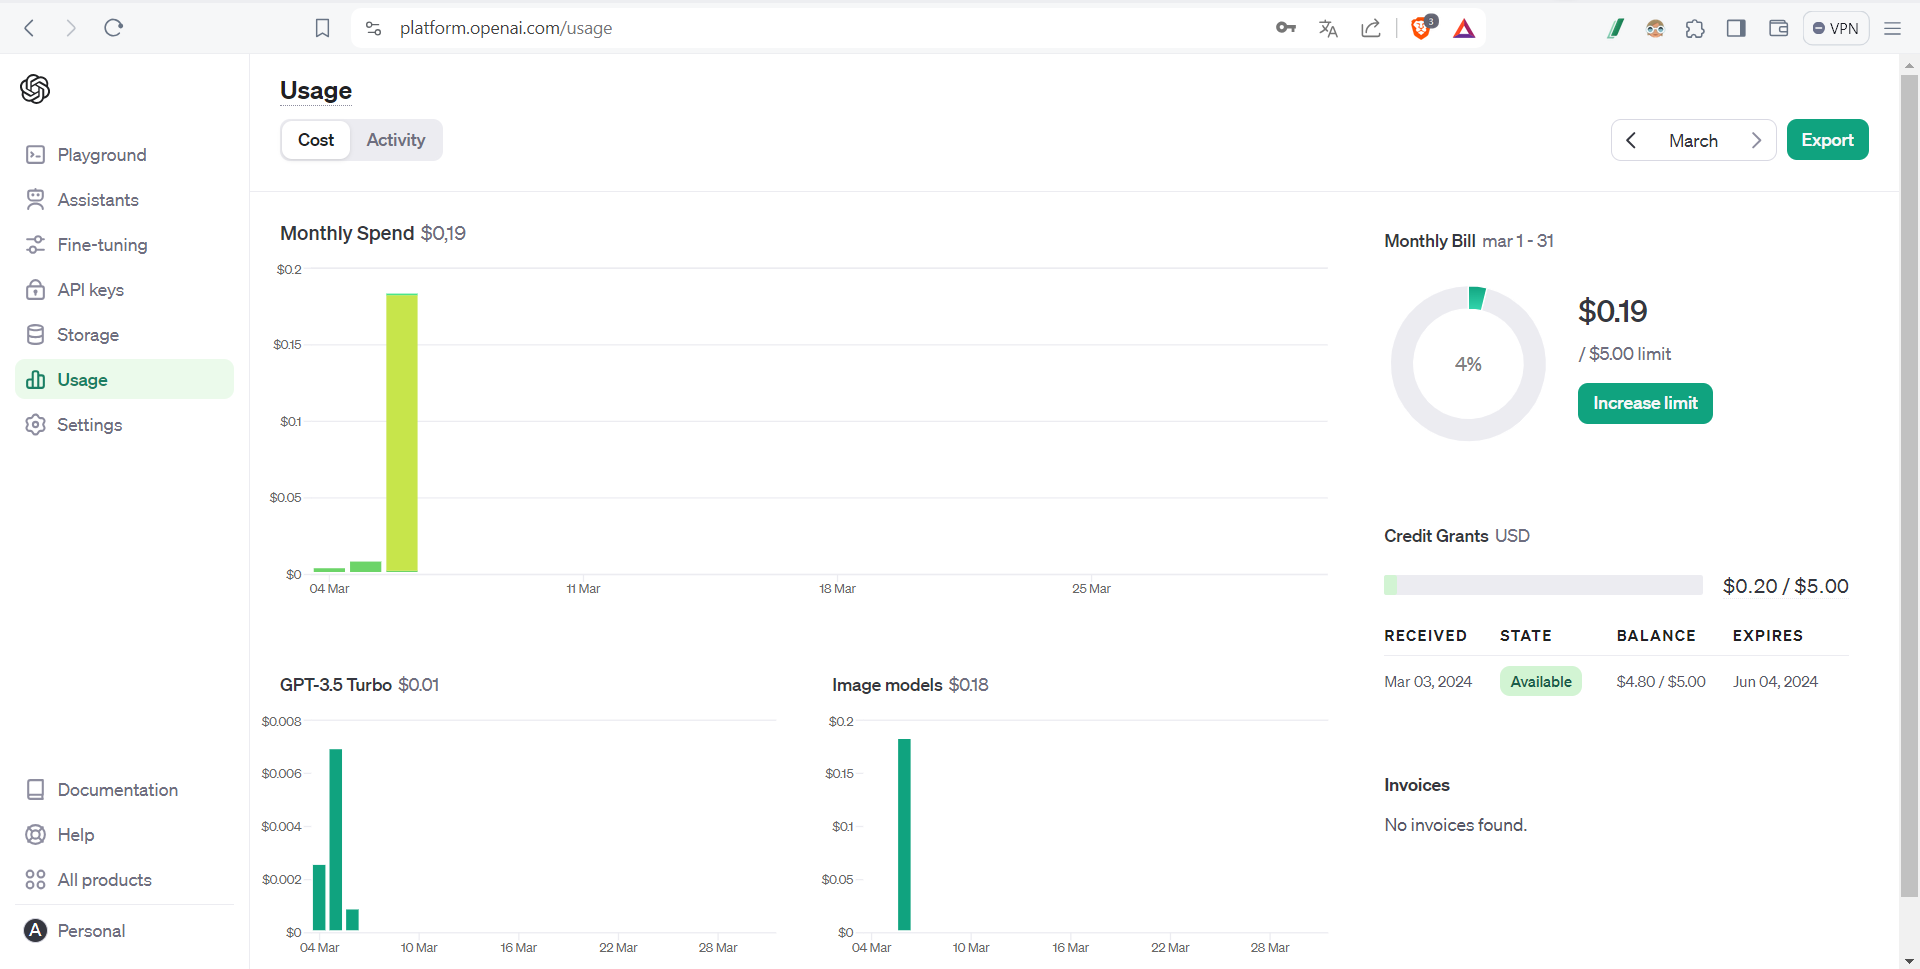 platform.openai.com/usage
3
VPN
Usage
Cost Activity
March
Export
Playground
Assistants
Fine-tuning
API keys
Storage
Usage
Settings
Documentation
Help
All products
A Personal
Monthly Spend $0,19
$0.2
$0.15
$0.1
$0.05
$0
04 Mar 11 Mar 18 Mar 25 Mar
GPT-3.5 Turbo $0.01
$0.008
$0.006
$0.004
$0.002
$0
04 Mar 10 Mar 16 Mar 22 Mar 28 Mar
Image models $0.18
$0.2
$0.15
$0.1
$0.05
$0
04 Mar 10 Mar 16 Mar 22 Mar 28 Mar
Monthly Bill mar 1 - 31
4%
$0.19
/ $5.00 limit
Increase limit
Credit Grants USD
$0.20 / $5.00
RECEIVED STATE BALANCE EXPIRES
Mar 03, 2024 Available $4.80 / $5.00 Jun 04, 2024
Invoices
No invoices found.